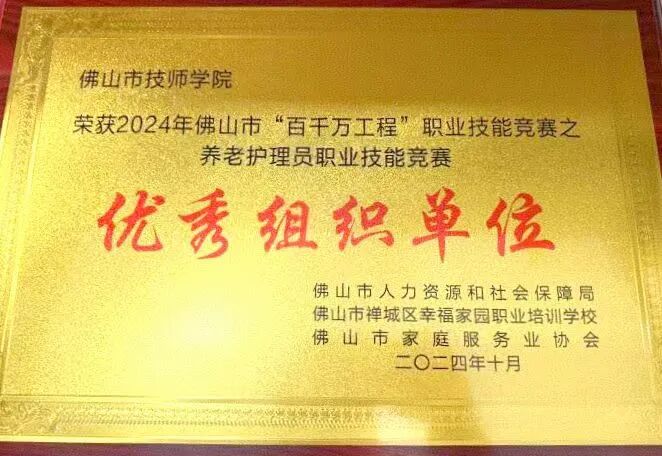 佛山市技师学院
荣获2024年佛山市“百千万工程”职业技能竞赛之
养老护理员职业技能竞赛
优秀组织单位
佛山市人力资源和社会保障局
佛山市禅城区幸福家园职业培训学校
佛山市家庭服务业协会
二〇二四年十月